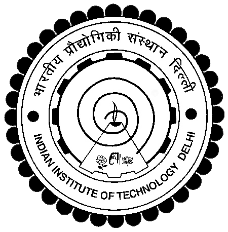 भारतीय प्रौद्योगिकी संस्थान दिल्ली
INDIAN INSTITUTE OF TECHNOLOGY DELHI